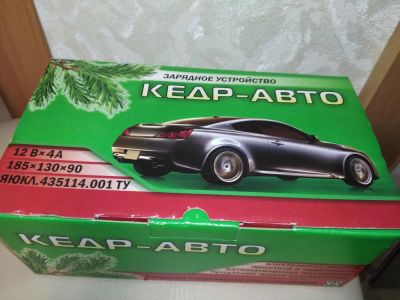 ЗАРЯДНОЕ УСТРОЙСТВО
КЕДР-АВТО
12 В×4А
185×130×90
ЯЮКЛ.435114.001 ТУ
КЕДР-АВТО